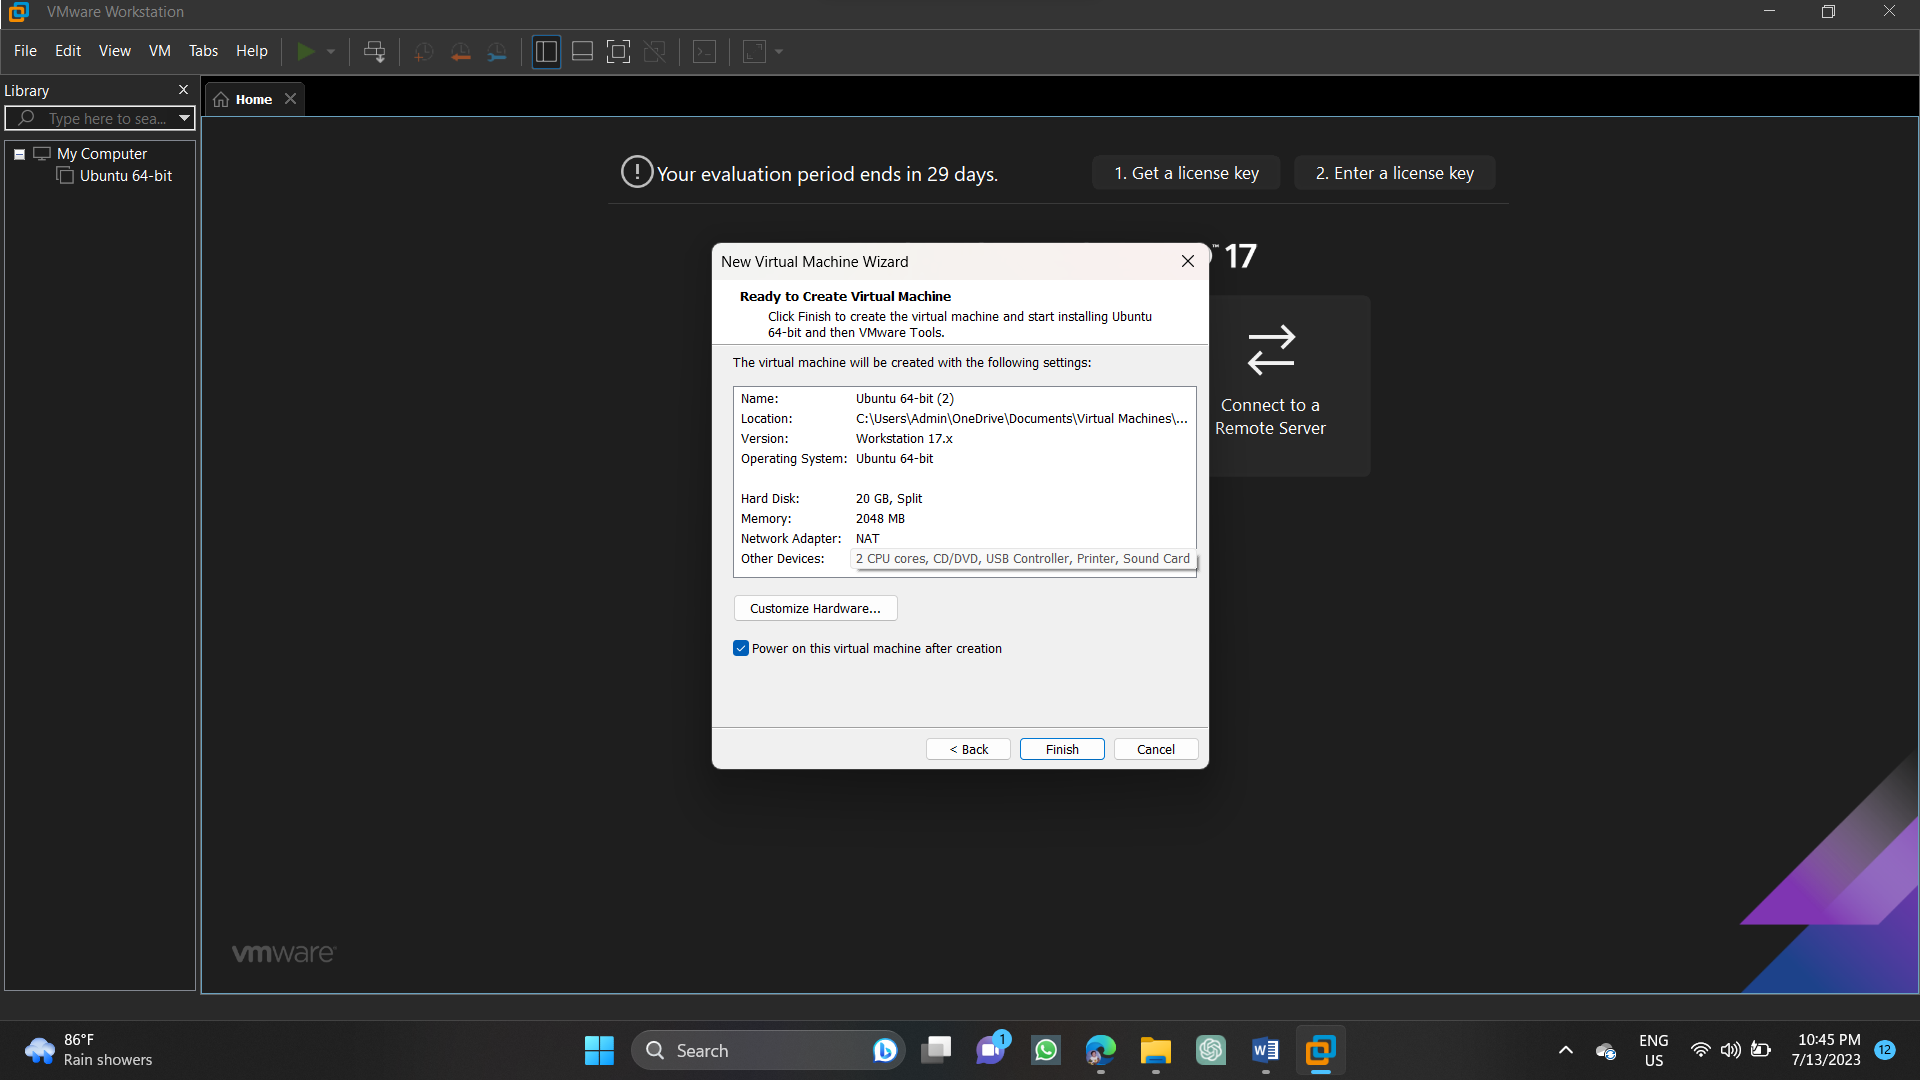 VMware Workstation
File Edit View VM Tabs Help
Library
Type here to sea...
Home
My Computer
Ubuntu 64-bit
Your evaluation period ends in 29 days.
1. Get a license key
2. Enter a license key
™ 17
New Virtual Machine Wizard
Ready to Create Virtual Machine
Click Finish to create the virtual machine and start installing Ubuntu
64-bit and then VMware Tools.
The virtual machine will be created with the following settings:
Name: Ubuntu 64-bit (2)
Location: C:\Users\Admin\OneDrive\Documents\Virtual Machines\...
Version: Workstation 17.x
Operating System: Ubuntu 64-bit
Hard Disk: 20 GB, Split
Memory: 2048 MB
Network Adapter: NAT
Other Devices: 2 CPU cores, CD/DVD, USB Controller, Printer, Sound Card
Customize Hardware...
Power on this virtual machine after creation
< Back
Finish
Cancel
Connect to a
Remote Server
vmware
86°F
Rain showers
Search
1
ENG
US
10:45 PM
7/13/2023
12